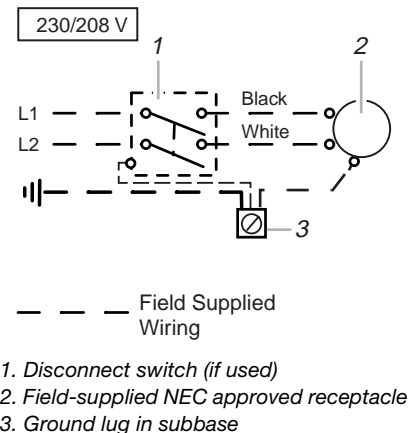 230/208 V
1
2
L1
Black
L2
White
3
Field Supplied
Wiring
1. Disconnect switch (if used)
2. Field-supplied NEC approved receptacle
3. Ground lug in subbase